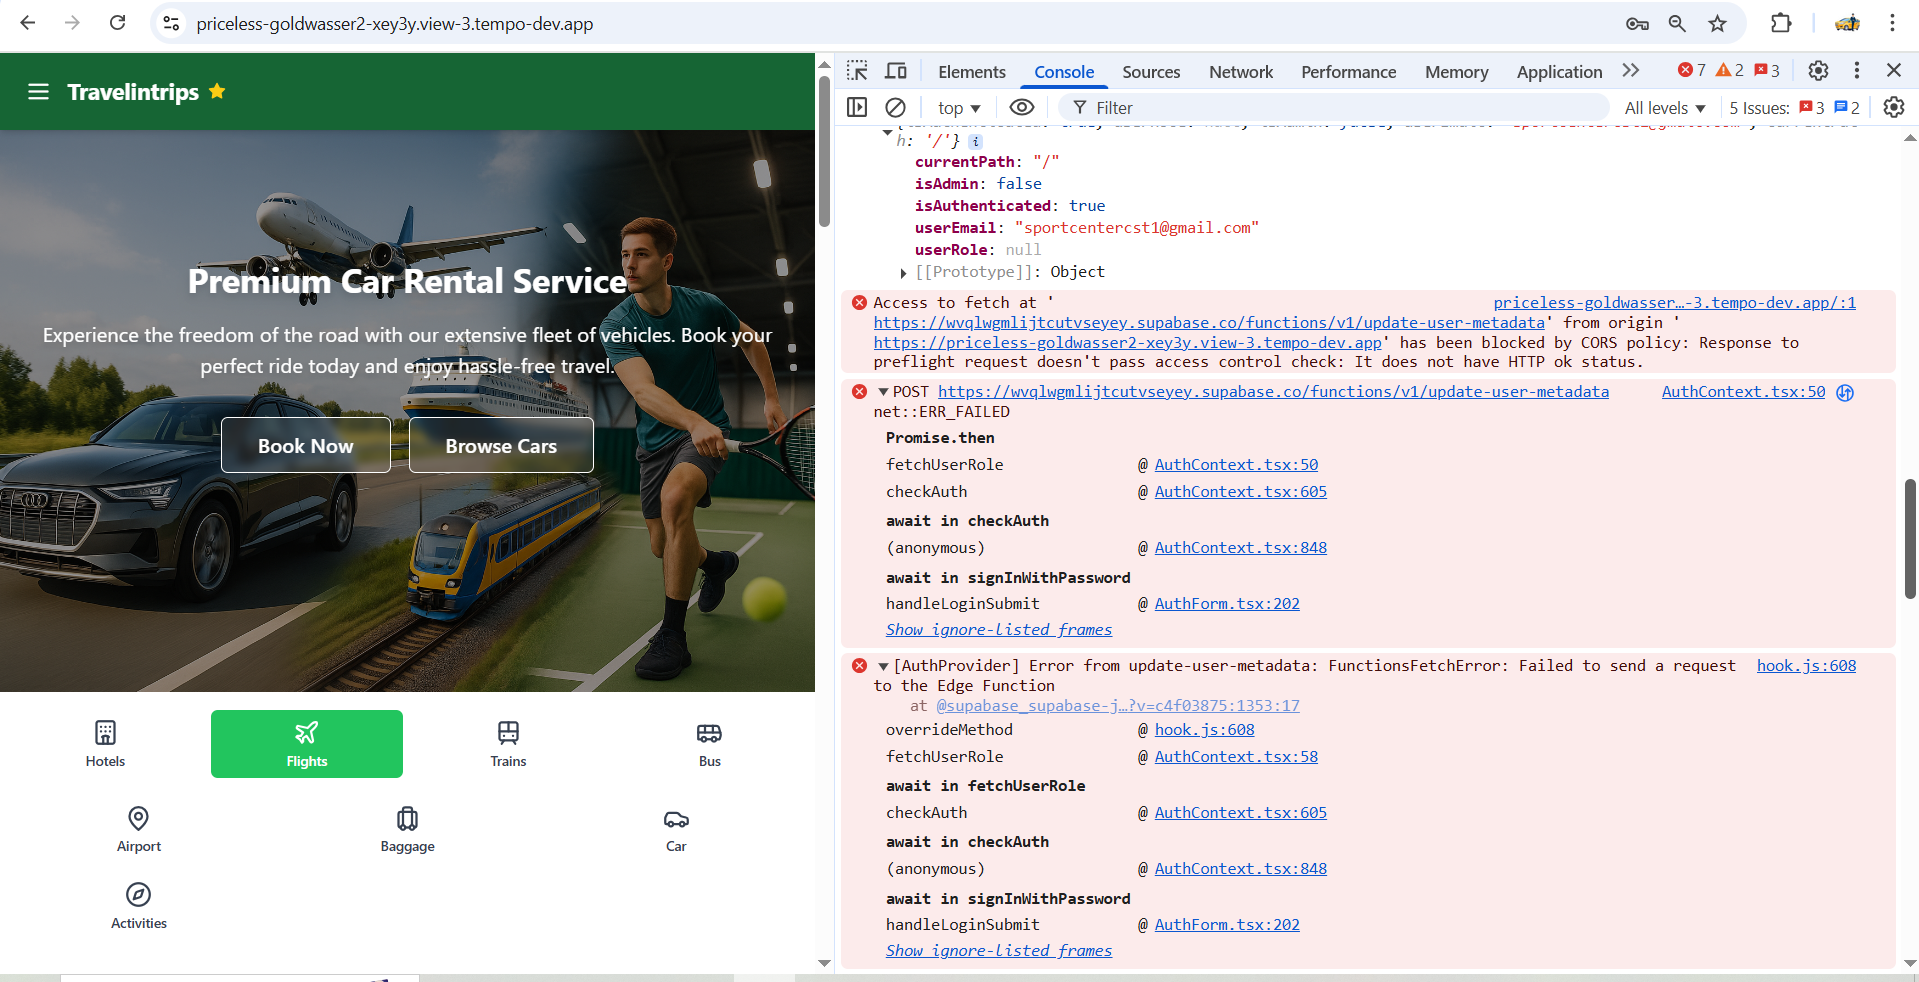 priceless-goldwasser2-xey3y.view-3.tempo-dev.app
Travelintrips
Premium Car Rental Service
Experience the freedom of the road with our extensive fleet of vehicles. Book your
perfect ride today and enjoy hassle-free travel.
Book Now
Browse Cars
Hotels
Flights
Trains
Bus
Airport
Baggage
Car
Activities
Elements
Console
Sources
Network
Performance
Memory
Application
7
2
3
top
Filter
All levels
5 Issues:
3
2
h: '/'}
currentPath: "/"
isAdmin: false
isAuthenticated: true
userEmail: "sportcentercst1@gmail.com"
userRole: null
[[Prototype]]: Object
Access to fetch at '
priceless-goldwasser…-3.tempo-dev.app/:1
https://wvqlwgmlijtcutvseyey.supabase.co/functions/v1/update-user-metadata' from origin '
https://priceless-goldwasser2-xey3y.view-3.tempo-dev.app' has been blocked by CORS policy: Response to
preflight request doesn't pass access control check: It does not have HTTP ok status.
POST https://wvqlwgmlijtcutvseyey.supabase.co/functions/v1/update-user-metadata
AuthContext.tsx:50
net::ERR_FAILED
Promise.then
fetchUserRole @ AuthContext.tsx:50
checkAuth @ AuthContext.tsx:605
await in checkAuth
(anonymous) @ AuthContext.tsx:848
await in signInWithPassword
handleLoginSubmit @ AuthForm.tsx:202
Show ignore-listed frames
[AuthProvider] Error from update-user-metadata: FunctionsFetchError: Failed to send a request
hook.js:608
to the Edge Function
at @supabase_supabase-j…?v=c4f03875:1353:17
overrideMethod @ hook.js:608
fetchUserRole @ AuthContext.tsx:58
await in fetchUserRole
checkAuth @ AuthContext.tsx:605
await in checkAuth
(anonymous) @ AuthContext.tsx:848
await in signInWithPassword
handleLoginSubmit @ AuthForm.tsx:202
Show ignore-listed frames